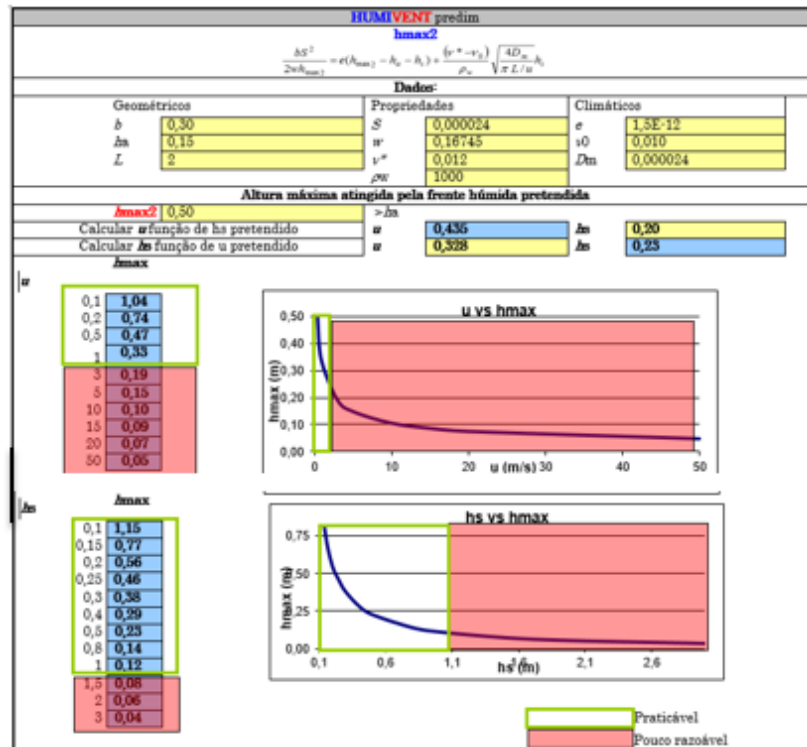 HUMIVENT predim
hmax2
Dados:
Geométricos Propriedades Climáticos
b 0,30 S 0,000024 e 1,5E-12
ha 0,15 w 0,16745 v0 0,010
L 2 v* 0,012 Dm 0,000024
ρw 1000
Altura máxima atingida pela frente húmida pretendida
hmax2 0,50 >ha
Calcular u função de hs pretendido u 0,435 hs 0,20
Calcular hs função de u pretendido u 0,328 hs 0,23
hmax
u
0,1 1,04
0,2 0,74
0,5 0,47
1 0,33
3 0,19
5 0,15
10 0,10
15 0,09
20 0,07
50 0,05
u vs hmax
hmax (m)
0,50
0,40
0,30
0,20
0,10
0,00
0 10 20 30 40 50
u (m/s)
hmax
hs
0,1 1,15
0,15 0,77
0,2 0,56
0,25 0,46
0,3 0,38
0,4 0,29
0,5 0,23
0,8 0,14
1 0,12
1,5 0,08
2 0,06
3 0,04
hs vs hmax
hmax (m)
0,75
0,50
0,25
0,00
0,1 0,6 1,1 1,6 2,1 2,6
hs (m)
Praticável
Pouco razoável